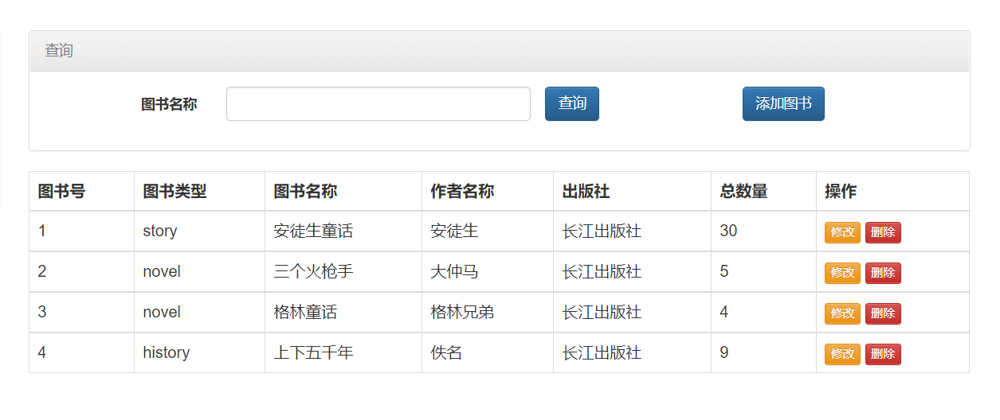 查询
图书名称 查询 添加图书
图书号 图书类型 图书名称 作者名称 出版社 总数量 操作
1 story 安徒生童话 安徒生 长江出版社 30 修改 删除
2 novel 三个火枪手 大仲马 长江出版社 5 修改 删除
3 novel 格林童话 格林兄弟 长江出版社 4 修改 删除
4 history 上下五千年 佚名 长江出版社 9 修改 删除